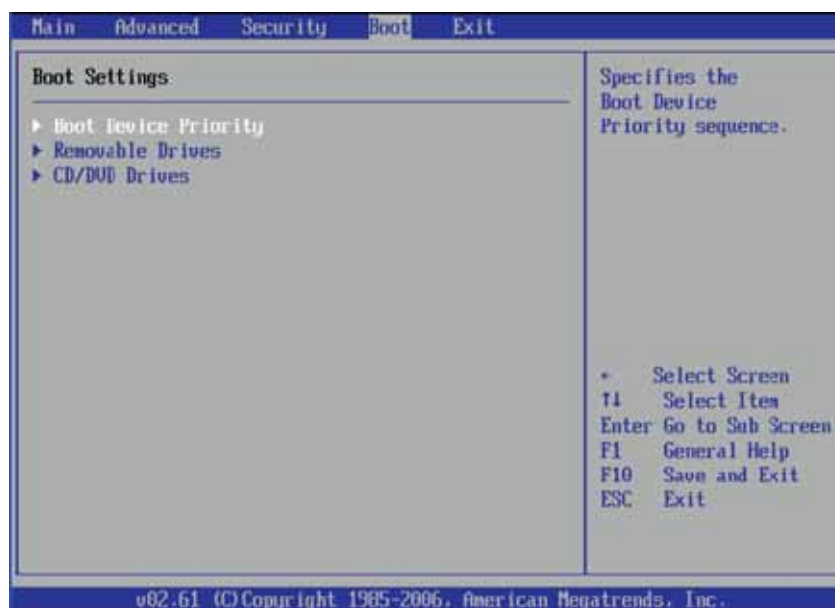 Main Advanced Security Boot Exit
Boot Settings
▶ Boot Device Priority
▶ Removable Drives
▶ CD/DVD Drives
Specifies the
Boot Device
Priority sequence.
← Select Screen
↑↓ Select Item
Enter Go to Sub Screen
F1 General Help
F10 Save and Exit
ESC Exit
v02.61 (C)Copyright 1985-2006, American Megatrends, Inc.